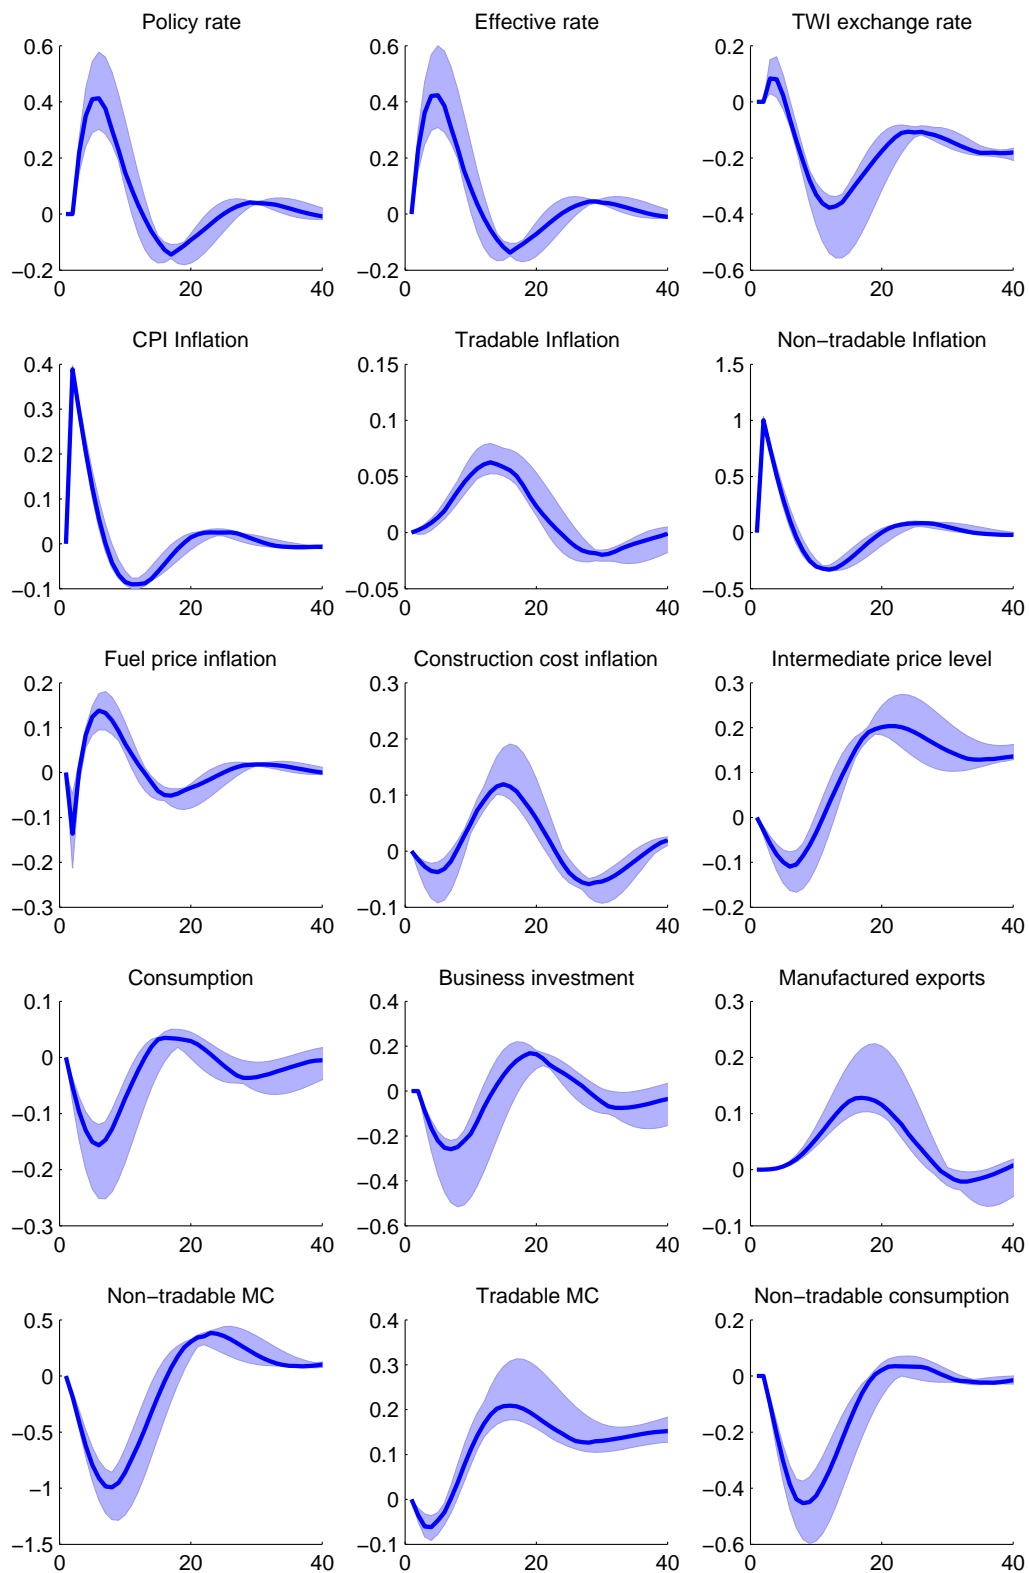 Policy rate Effective rate TWI exchange rate
0.6 0.6 0.2
0.4 0.4 0
0.2 0.2 −0.2
0 0 −0.4
−0.2 −0.2 −0.6
0 20 40 0 20 40 0 20 40
CPI Inflation Tradable Inflation Non−tradable Inflation
0.4 0.15 1.5
0.3 0.1 1
0.2 0.05 0.5
0.1 0 0
0 −0.05 −0.5
−0.1
0 20 40 0 20 40 0 20 40
Fuel price inflation Construction cost inflation Intermediate price level
0.2 0.3 0.3
0.1 0.2 0.2
0 0.1 0.1
−0.1 0 0
−0.2 −0.1 −0.1
−0.3 −0.2
0 20 40 0 20 40 0 20 40
Consumption Business investment Manufactured exports
0.1 0.4 0.3
0 0.2 0.2
−0.1 0 0.1
−0.2 −0.2 0
−0.3 −0.4 −0.1
−0.6
0 20 40 0 20 40 0 20 40
Non−tradable MC Tradable MC Non−tradable consumption
0.5 0.4 0.2
0 0.3 0
−0.5 0.2 −0.2
−1 0.1 −0.4
−1.5 0 −0.6
−0.1
0 20 40 0 20 40 0 20 40